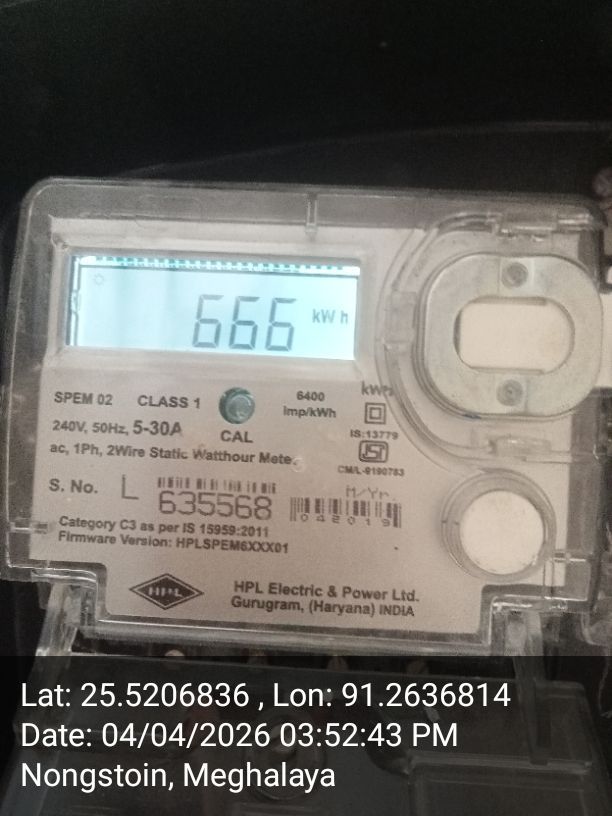 666 kWh
SPEM 02 CLASS 1 6400 imp/kWh kWh
240V, 50Hz, 5-30A CAL IS:13779
ac, 1Ph, 2Wire Static Watthour Meter
CM/L-9190783
S. No. L 635568 M/Yr. 042019
Category C3 as per IS 15959:2011
Firmware Version: HPLSPEM6XXX01
HPL
HPL Electric & Power Ltd.
Gurugram, (Haryana) INDIA
Lat: 25.5206836 , Lon: 91.2636814
Date: 04/04/2026 03:52:43 PM
Nongstoin, Meghalaya